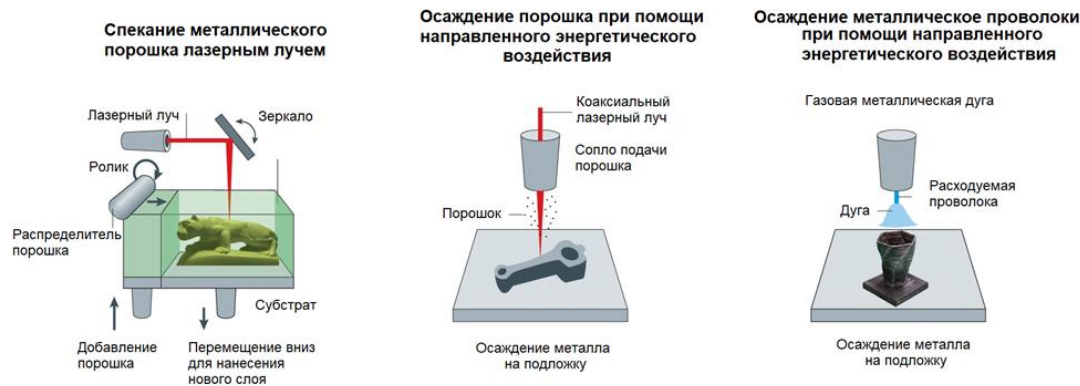 Спекание металлического
порошка лазерным лучем
Лазерный луч
Зеркало
Ролик
Распределитель
порошка
Субстрат
Добавление
порошка
Перемещение вниз
для нанесения
нового слоя
Осаждение порошка при помощи
направленного энергетического
воздействия
Коаксиальный
лазерный луч
Сопло подачи
порошка
Порошок
Осаждение металла
на подложку
Осаждение металлическое проволоки
при помощи направленного
энергетического воздействия
Газовая металлическая дуга
Расходуемая
проволока
Дуга
Осаждение металла
на подложку